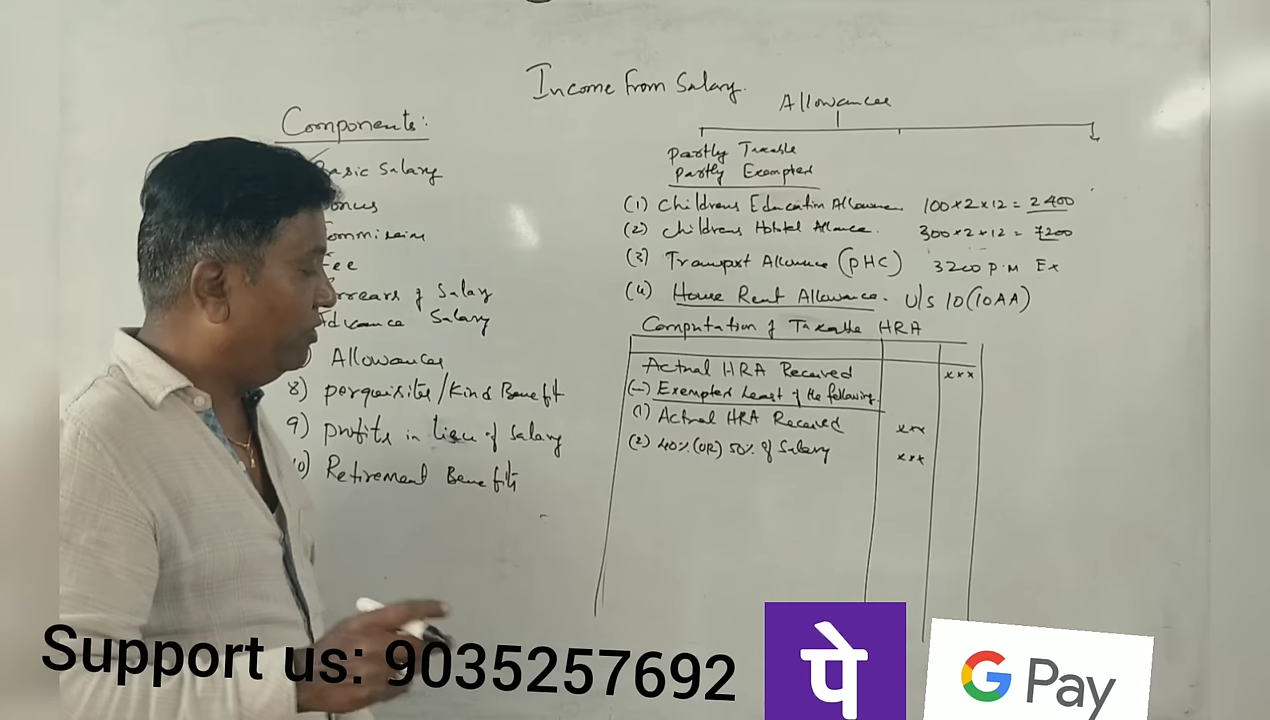 Income From Salary.
Components:
Basic Salary
onus
ommission
Fee
rrears of Salary
Advance Salary
) Allowances
8) perquisites/Kind Benefit
9) profits in lieu of Salary
10) Retirement Benefits
Allowances
partly Taxable
partly Exempted
(1) Childrens Education Allowance 100×2×12 = 2400
(2) Childrens Hostel Allance. 300×2×12 = 7200
(3) Transport Allowance (PHC) 3200 P.M Ex
(4) House Rent Allowance. U/S 10(10AA)
Computation of Taxable HRA
Actual HRA Received xxx
(-) Exempted Least of the following
(1) Actual HRA Received xxx
(2) 40% (OR) 50% of Salary xxx
Support us: 9035257692
पे
G Pay